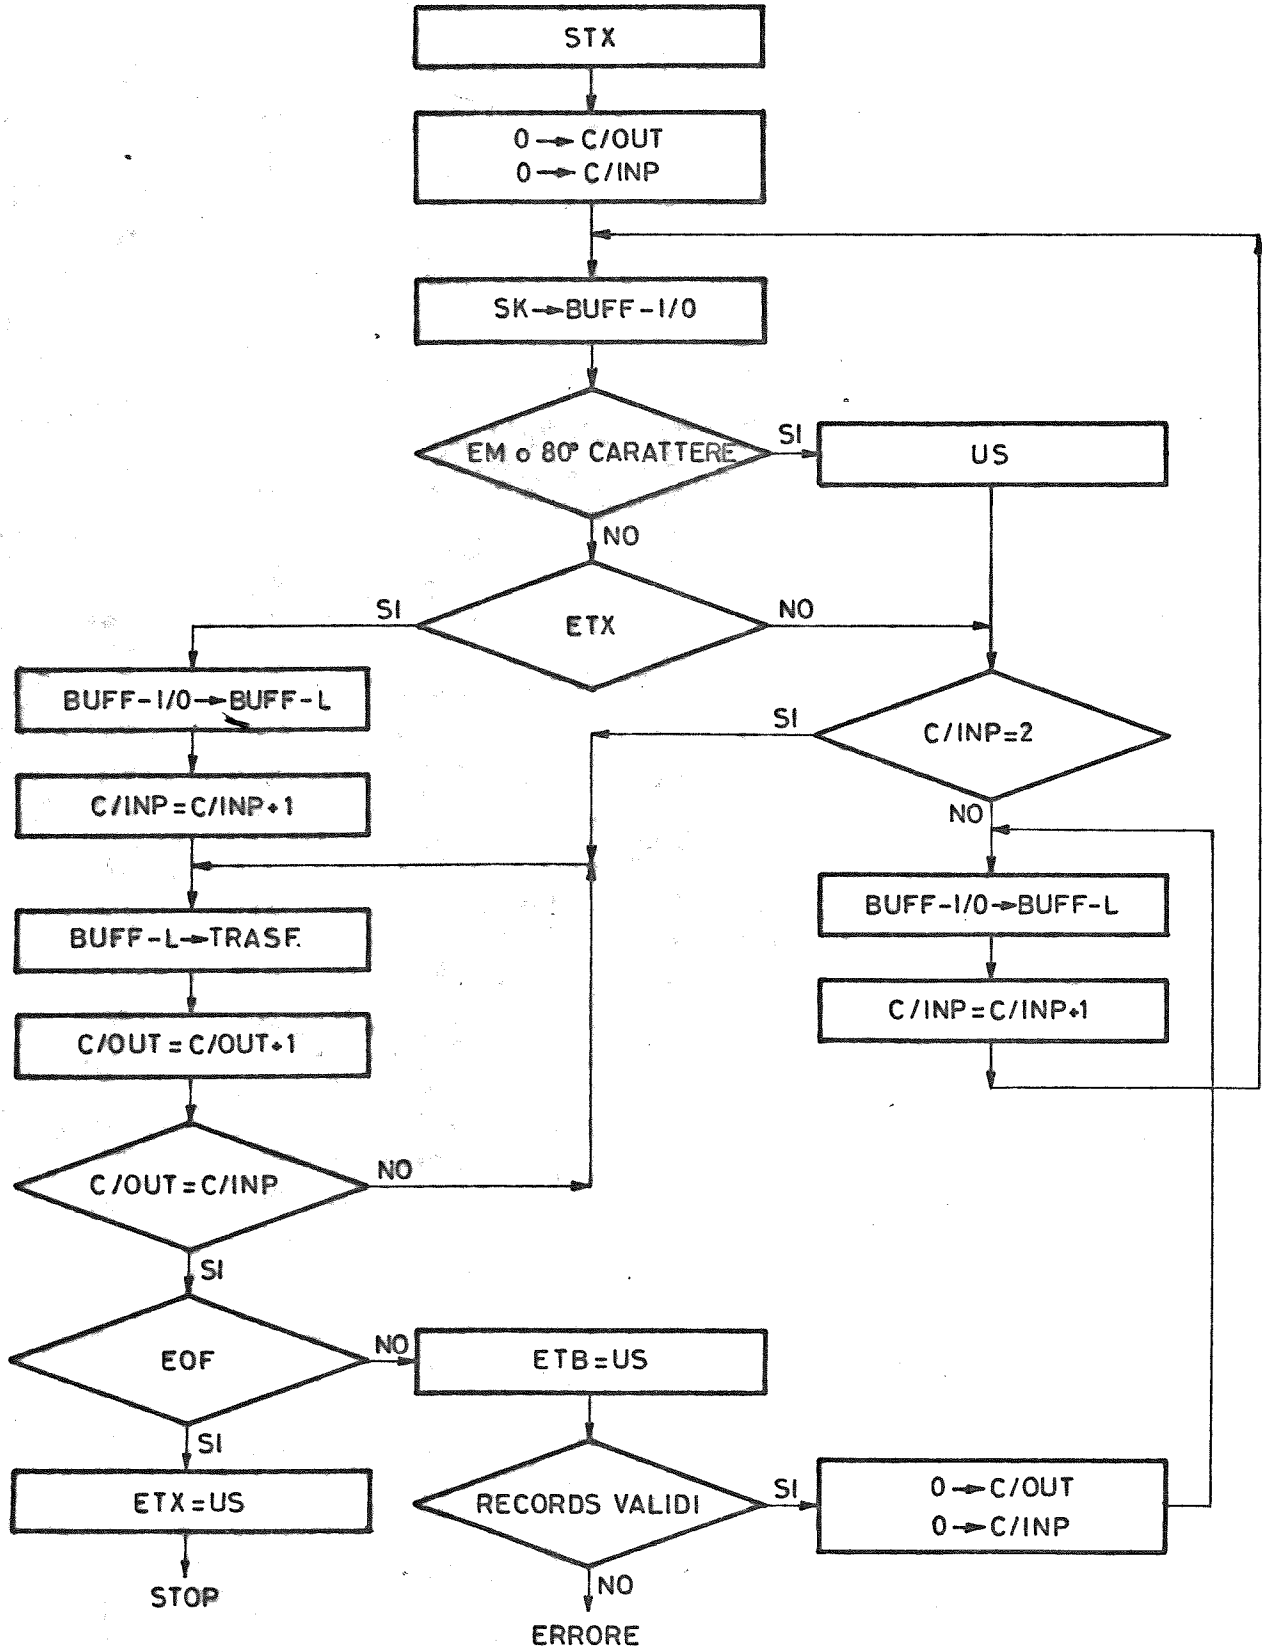 STX
0→C/OUT
0→C/INP
SK→BUFF-I/O
EM o 80° CARATTERE
SI
US
NO
ETX
SI
NO
BUFF-I/O→BUFF-L
C/INP=C/INP+1
C/INP=2
SI
NO
BUFF-L→TRASF.
C/OUT=C/OUT+1
BUFF-I/O→BUFF-L
C/INP=C/INP+1
C/OUT=C/INP
NO
SI
EOF
NO
ETB=US
SI
ETX=US
STOP
RECORDS VALIDI
SI
0→C/OUT
0→C/INP
NO
ERRORE